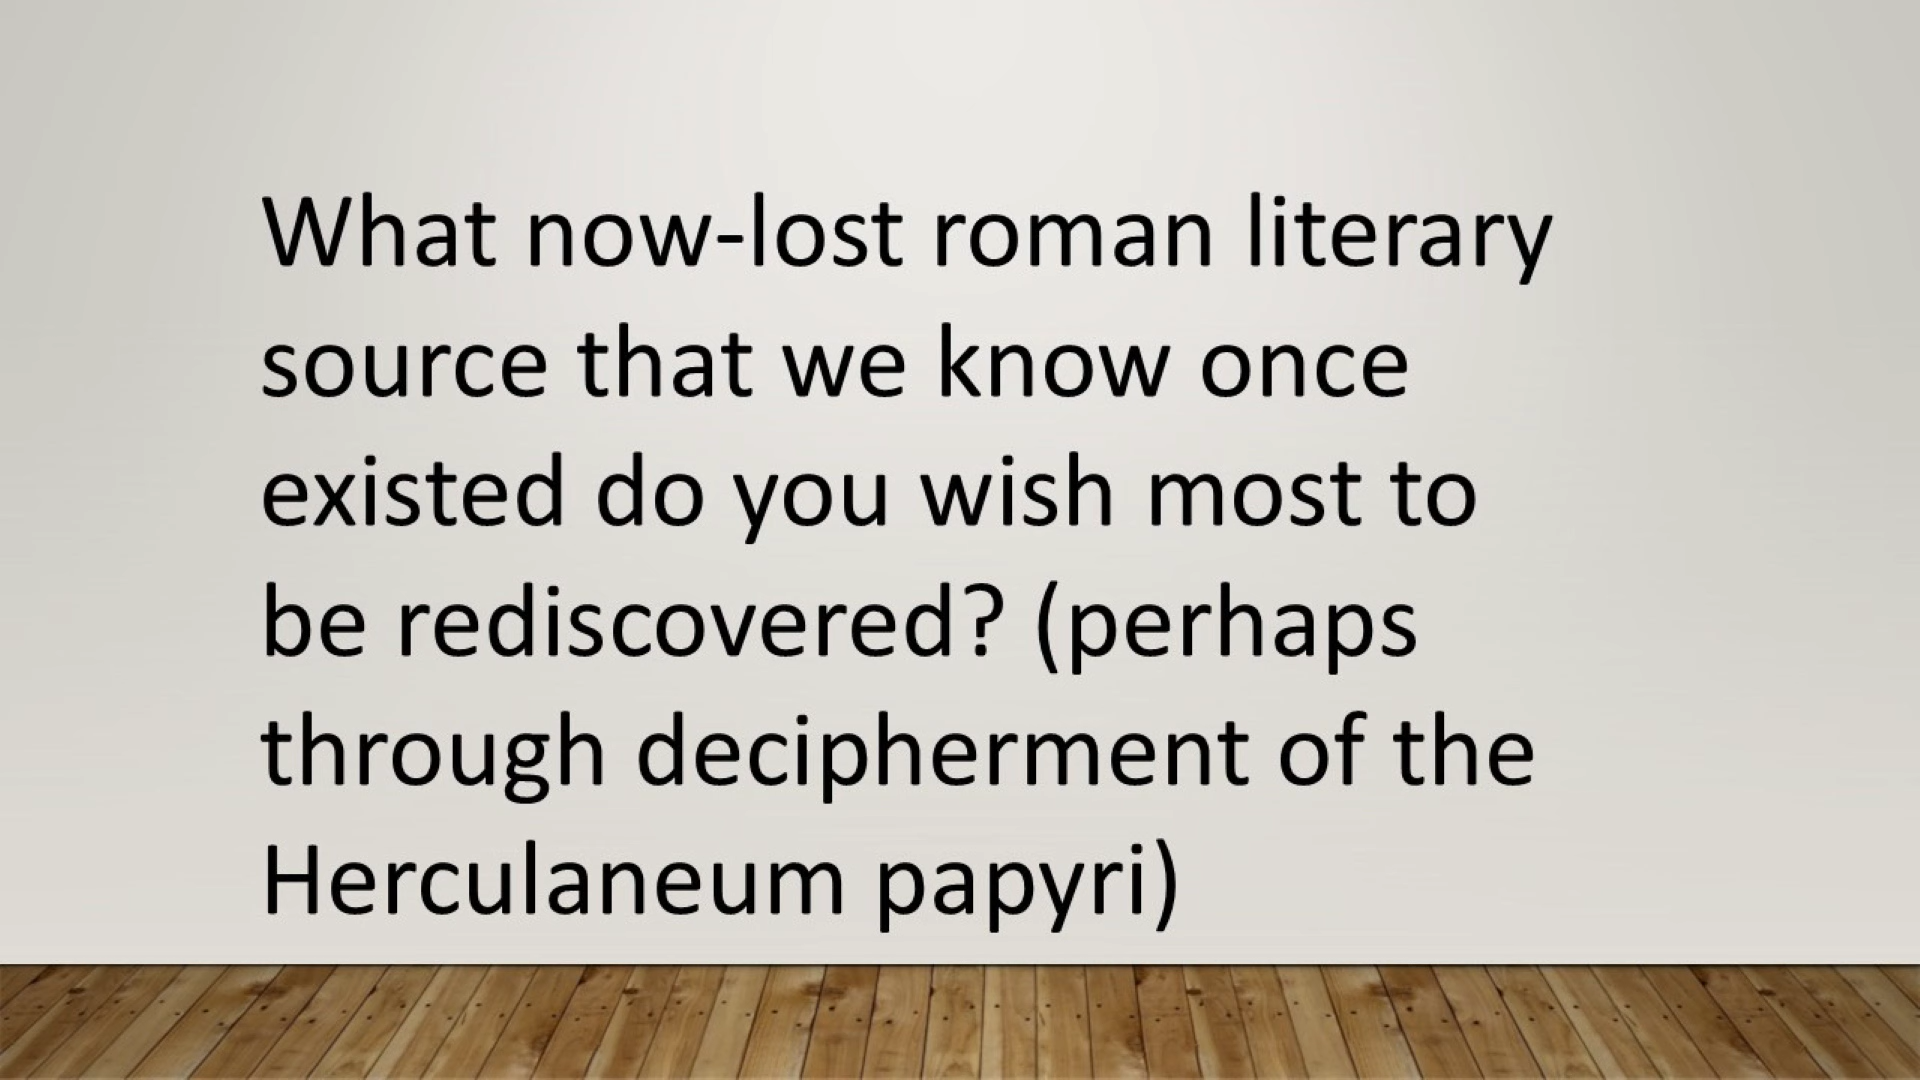 What now-lost roman literary
source that we know once
existed do you wish most to
be rediscovered? (perhaps
through decipherment of the
Herculaneum papyri)